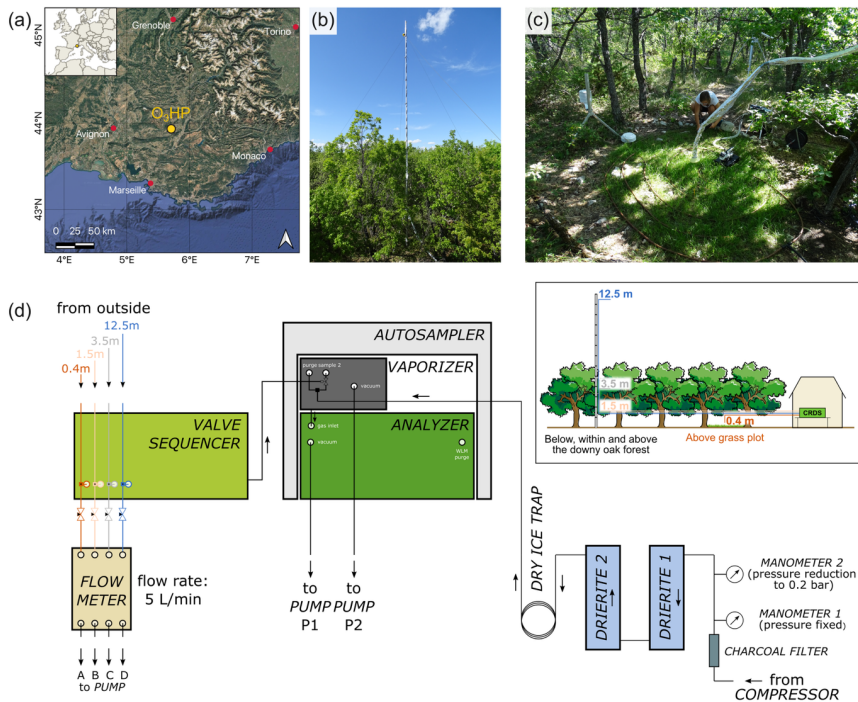 (a)
45°N
44°N
43°N
Grenoble
Torino
O₃HP
Avignon
Monaco
Marseille
0 25 50 km
4°E 5°E 6°E 7°E
(b)
(c)
(d)
from outside
12.5m
3.5m
1.5m
0.4m
VALVE
SEQUENCER
FLOW
METER
flow rate:
5 L/min
A B C D
to PUMP
AUTOSAMPLER
VAPORIZER
purge sample 2
vacuum
ANALYZER
gas inlet
vacuum
WLM
purge
to to
PUMP PUMP
P1 P2
12.5 m
3.5 m
1.5 m
0.4 m
CRDS
Below, within and above
the downy oak forest
Above grass plot
DRY ICE TRAP
DRIERITE 2
DRIERITE 1
MANOMETER 2
(pressure reduction
to 0.2 bar)
MANOMETER 1
(pressure fixed)
CHARCOAL FILTER
from
COMPRESSOR